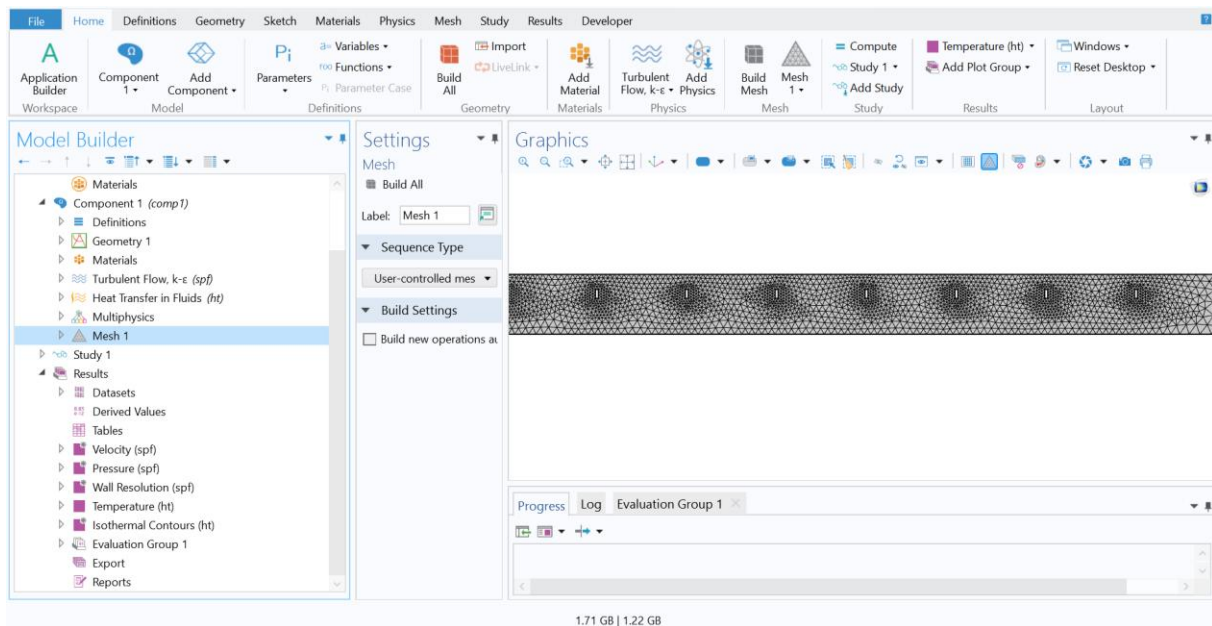 File Home Definitions Geometry Sketch Materials Physics Mesh Study Results Developer
Application Builder
Workspace
Component 1
Add Component
Model
Pi
Parameters
a= Variables
f(x) Functions
Pi Parameter Case
Definitions
Build All
Import
LiveLink
Geometry
Add Material
Materials
Turbulent Flow, k-ε
Add Physics
Physics
Build Mesh
Mesh 1
Mesh
= Compute
Study 1
Add Study
Study
Temperature (ht)
Add Plot Group
Results
Windows
Reset Desktop
Layout
Model Builder
Materials
Component 1 (comp1)
Definitions
Geometry 1
Materials
Turbulent Flow, k-ε (spf)
Heat Transfer in Fluids (ht)
Multiphysics
Mesh 1
Study 1
Results
Datasets
Derived Values
Tables
Velocity (spf)
Pressure (spf)
Wall Resolution (spf)
Temperature (ht)
Isothermal Contours (ht)
Evaluation Group 1
Export
Reports
Settings
Mesh
Build All
Label: Mesh 1
Sequence Type
User-controlled mes
Build Settings
Build new operations au
Graphics
Progress Log Evaluation Group 1
1.71 GB | 1.22 GB